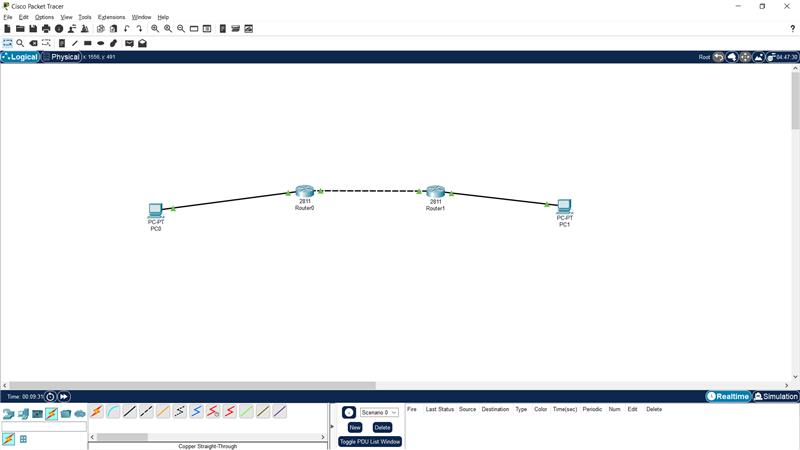 Cisco Packet Tracer
File Edit Options View Tools Extensions Window Help
?
Logical Physical x: 1556, y: 491 Root 04:47:30
2811
Router0
2811
Router1
PC-PT
PC0
PC-PT
PC1
Time: 00:09:31 Realtime Simulation
Scenario 0
Fire Last Status Source Destination Type Color Time(sec) Periodic Num Edit Delete
New Delete
Toggle PDU List Window
Copper Straight-Through